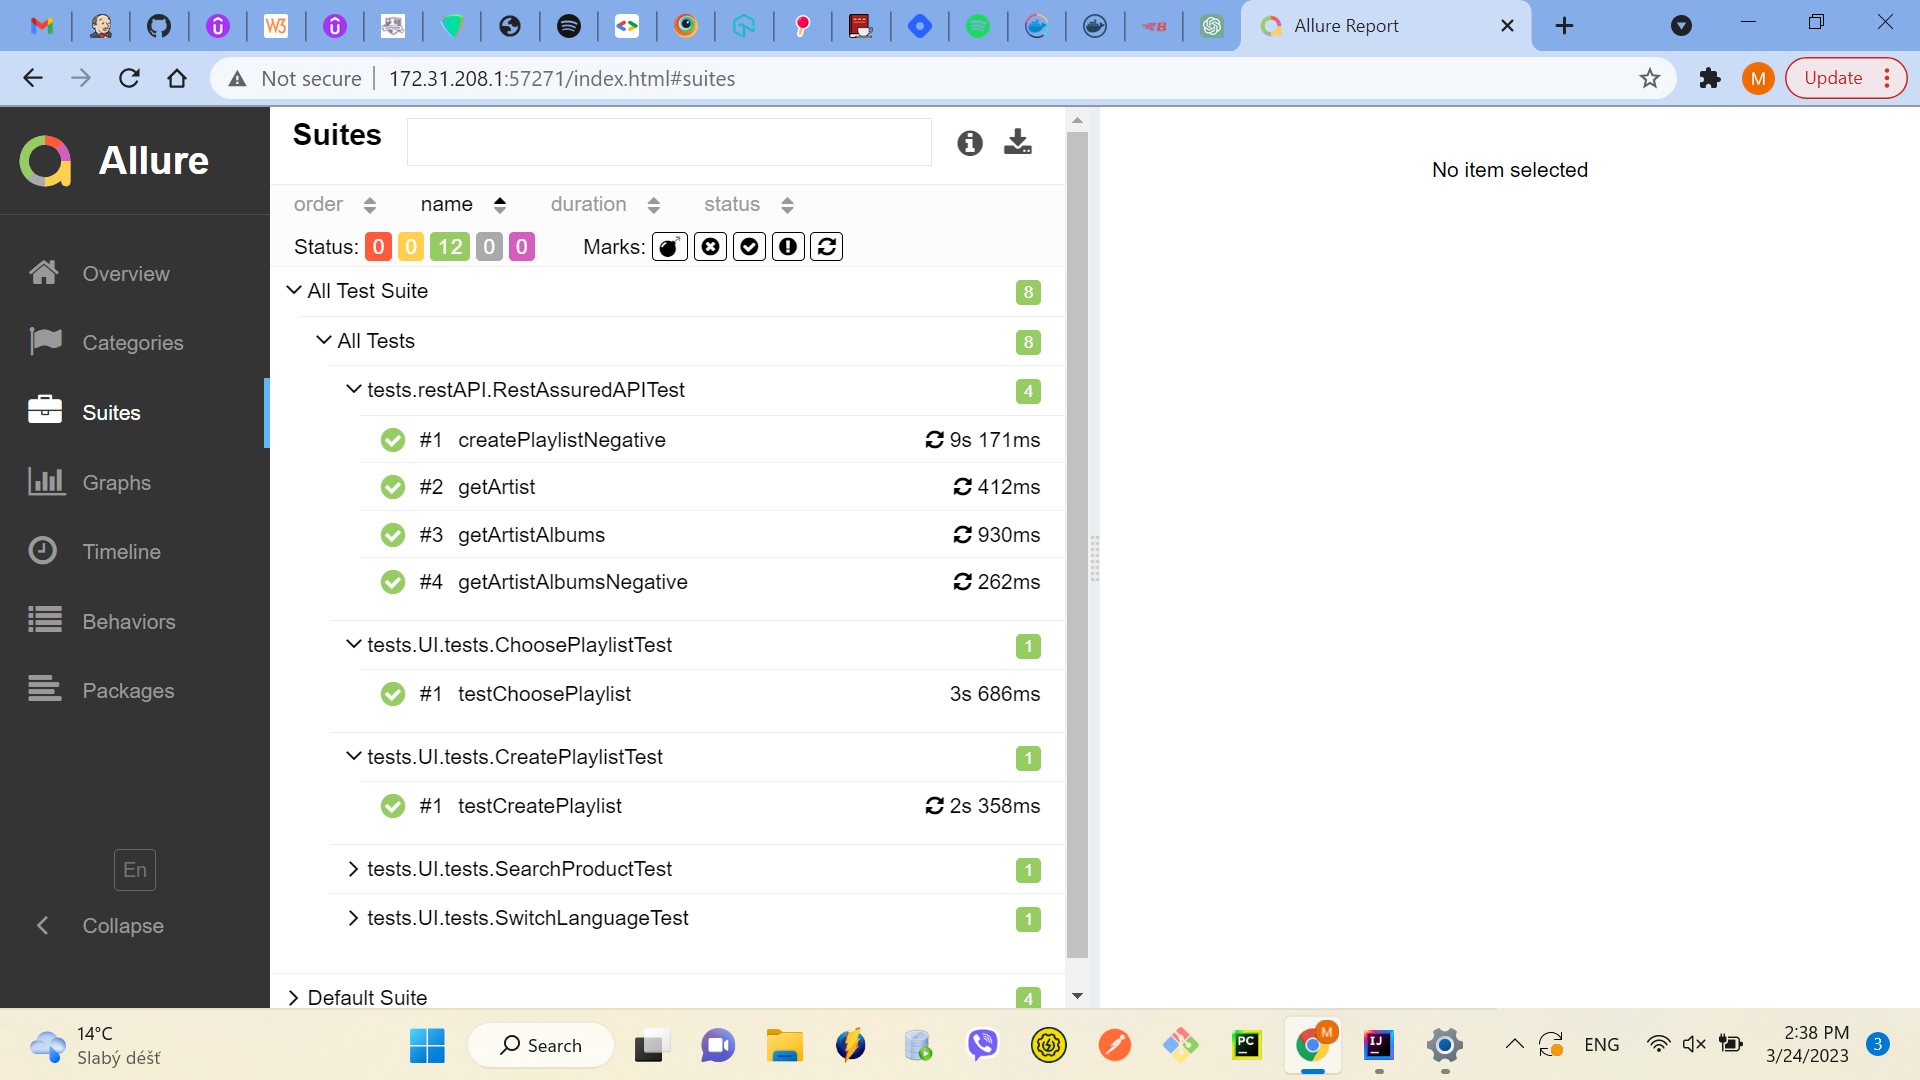 W3
Allure Report
Not secure
172.31.208.1:57271/index.html#suites
M
Update
Allure
Overview
Categories
Suites
Graphs
Timeline
Behaviors
Packages
En
Collapse
Suites
order name duration status
Status: 0 0 12 0 0 Marks:
All Test Suite 8
All Tests 8
tests.restAPI.RestAssuredAPITest 4
#1 createPlaylistNegative 9s 171ms
#2 getArtist 412ms
#3 getArtistAlbums 930ms
#4 getArtistAlbumsNegative 262ms
tests.UI.tests.ChoosePlaylistTest 1
#1 testChoosePlaylist 3s 686ms
tests.UI.tests.CreatePlaylistTest 1
#1 testCreatePlaylist 2s 358ms
tests.UI.tests.SearchProductTest 1
tests.UI.tests.SwitchLanguageTest 1
Default Suite 4
No item selected
14°C
Slabý déšť
Search
PC
M
IJ
ENG
2:38 PM
3/24/2023
3